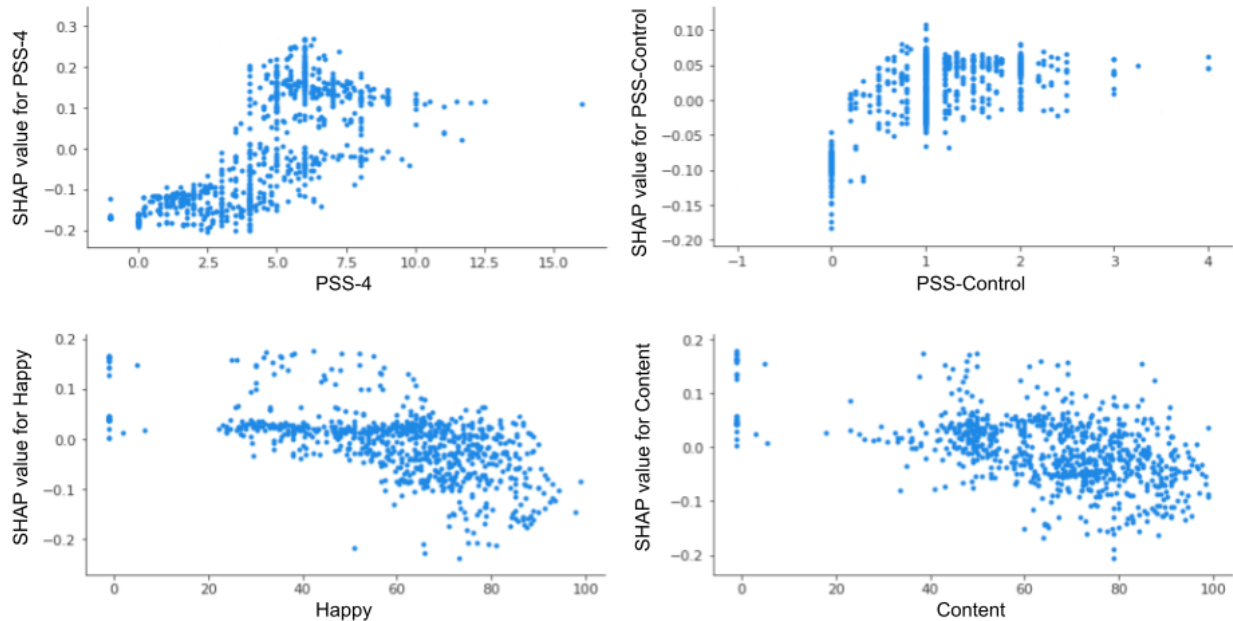 SHAP value for PSS-4
0.3
0.2
0.1
0.0
−0.1
−0.2
0.0 2.5 5.0 7.5 10.0 12.5 15.0
PSS-4
SHAP value for PSS-Control
0.10
0.05
0.00
−0.05
−0.10
−0.15
−0.20
−1 0 1 2 3 4
PSS-Control
SHAP value for Happy
0.2
0.1
0.0
−0.1
−0.2
0 20 40 60 80 100
Happy
SHAP value for Content
0.2
0.1
0.0
−0.1
−0.2
0 20 40 60 80 100
Content